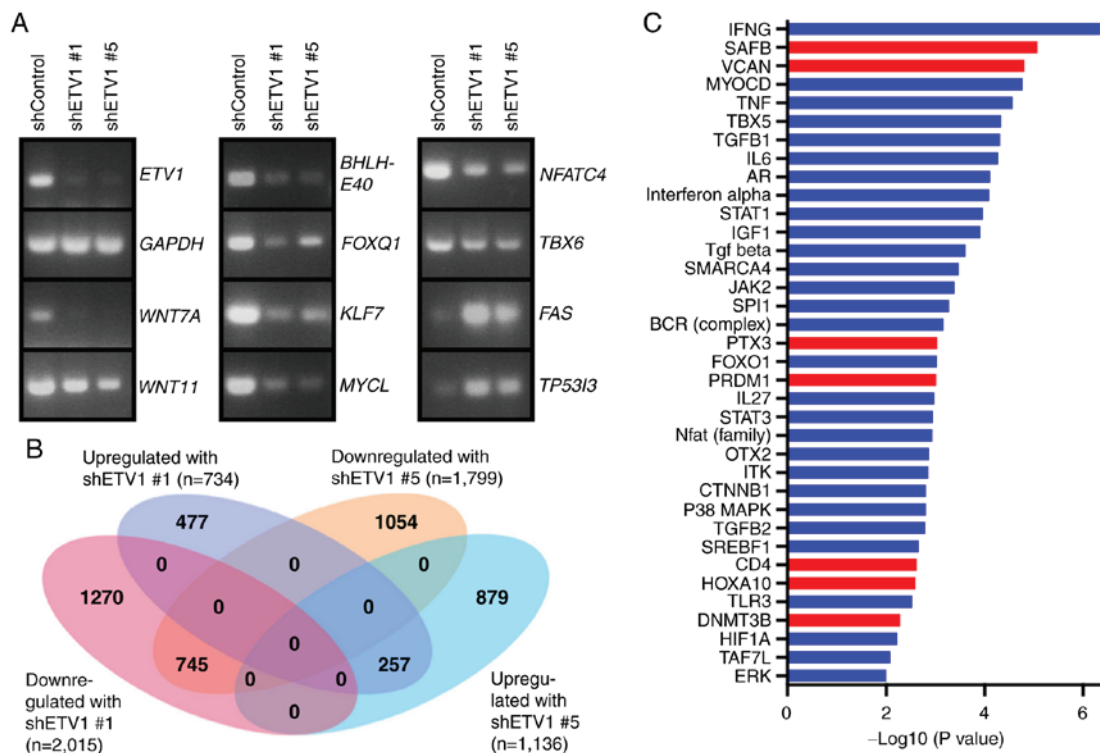 A
shControl
shETV1 #1
shETV1 #5
ETV1
GAPDH
WNT7A
WNT11
shControl
shETV1 #1
shETV1 #5
BHLH-
E40
FOXQ1
KLF7
MYCL
shControl
shETV1 #1
shETV1 #5
NFATC4
TBX6
FAS
TP53I3
B
Upregulated with
shETV1 #1 (n=734)
Downregulated with
shETV1 #5 (n=1,799)
477
1054
0
0
0
1270
0
0
879
0
745
257
0
0
0
Downre-
gulated with
shETV1 #1
(n=2,015)
Upregu-
lated with
shETV1 #5
(n=1,136)
C
IFNG
SAFB
VCAN
MYOCD
TNF
TBX5
TGFB1
IL6
AR
Interferon alpha
STAT1
IGF1
Tgf beta
SMARCA4
JAK2
SPI1
BCR (complex)
PTX3
FOXO1
PRDM1
IL27
STAT3
Nfat (family)
OTX2
ITK
CTNNB1
P38 MAPK
TGFB2
SREBF1
CD4
HOXA10
TLR3
DNMT3B
HIF1A
TAF7L
ERK
0 2 4 6
–Log10 (P value)